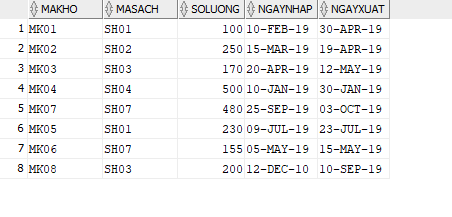 MAKHO MASACH SOLUONG NGAYNHAP NGAYXUAT
1 MK01 SH01 100 10-FEB-19 30-APR-19
2 MK02 SH02 250 15-MAR-19 19-APR-19
3 MK03 SH03 170 20-APR-19 12-MAY-19
4 MK04 SH04 500 10-JAN-19 30-JAN-19
5 MK07 SH07 480 25-SEP-19 03-OCT-19
6 MK05 SH01 230 09-JUL-19 23-JUL-19
7 MK06 SH07 155 05-MAY-19 15-MAY-19
8 MK08 SH03 200 12-DEC-10 10-SEP-19